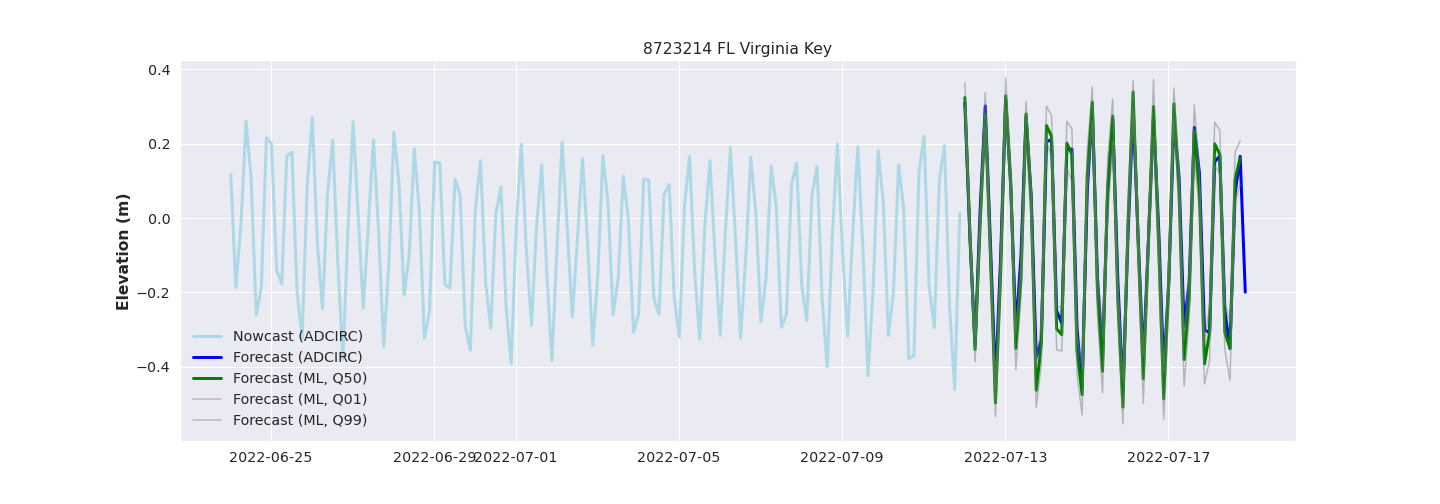 8723214 FL Virginia Key
Elevation (m)
0.4
0.2
0.0
−0.2
−0.4
Nowcast (ADCIRC)
Forecast (ADCIRC)
Forecast (ML, Q50)
Forecast (ML, Q01)
Forecast (ML, Q99)
2022-06-25 2022-06-29 2022-07-01 2022-07-05 2022-07-09 2022-07-13 2022-07-17